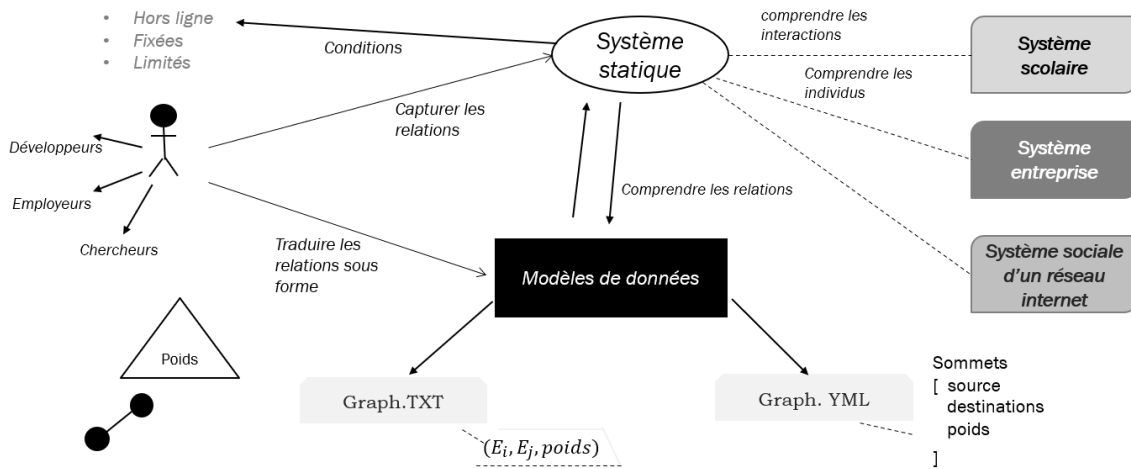 • Hors ligne
• Fixées
• Limités
Conditions
Système
statique
comprendre les
interactions
Système
scolaire
Comprendre les
individus
Capturer les
relations
Développeurs
Employeurs
Chercheurs
Système
entreprise
Comprendre les relations
Traduire les
relations sous
forme
Modèles de données
Système sociale
d'un réseau
internet
Poids
Graph.TXT
(E_i, E_j, poids)
Graph. YML
Sommets
[ source
destinations
poids
]